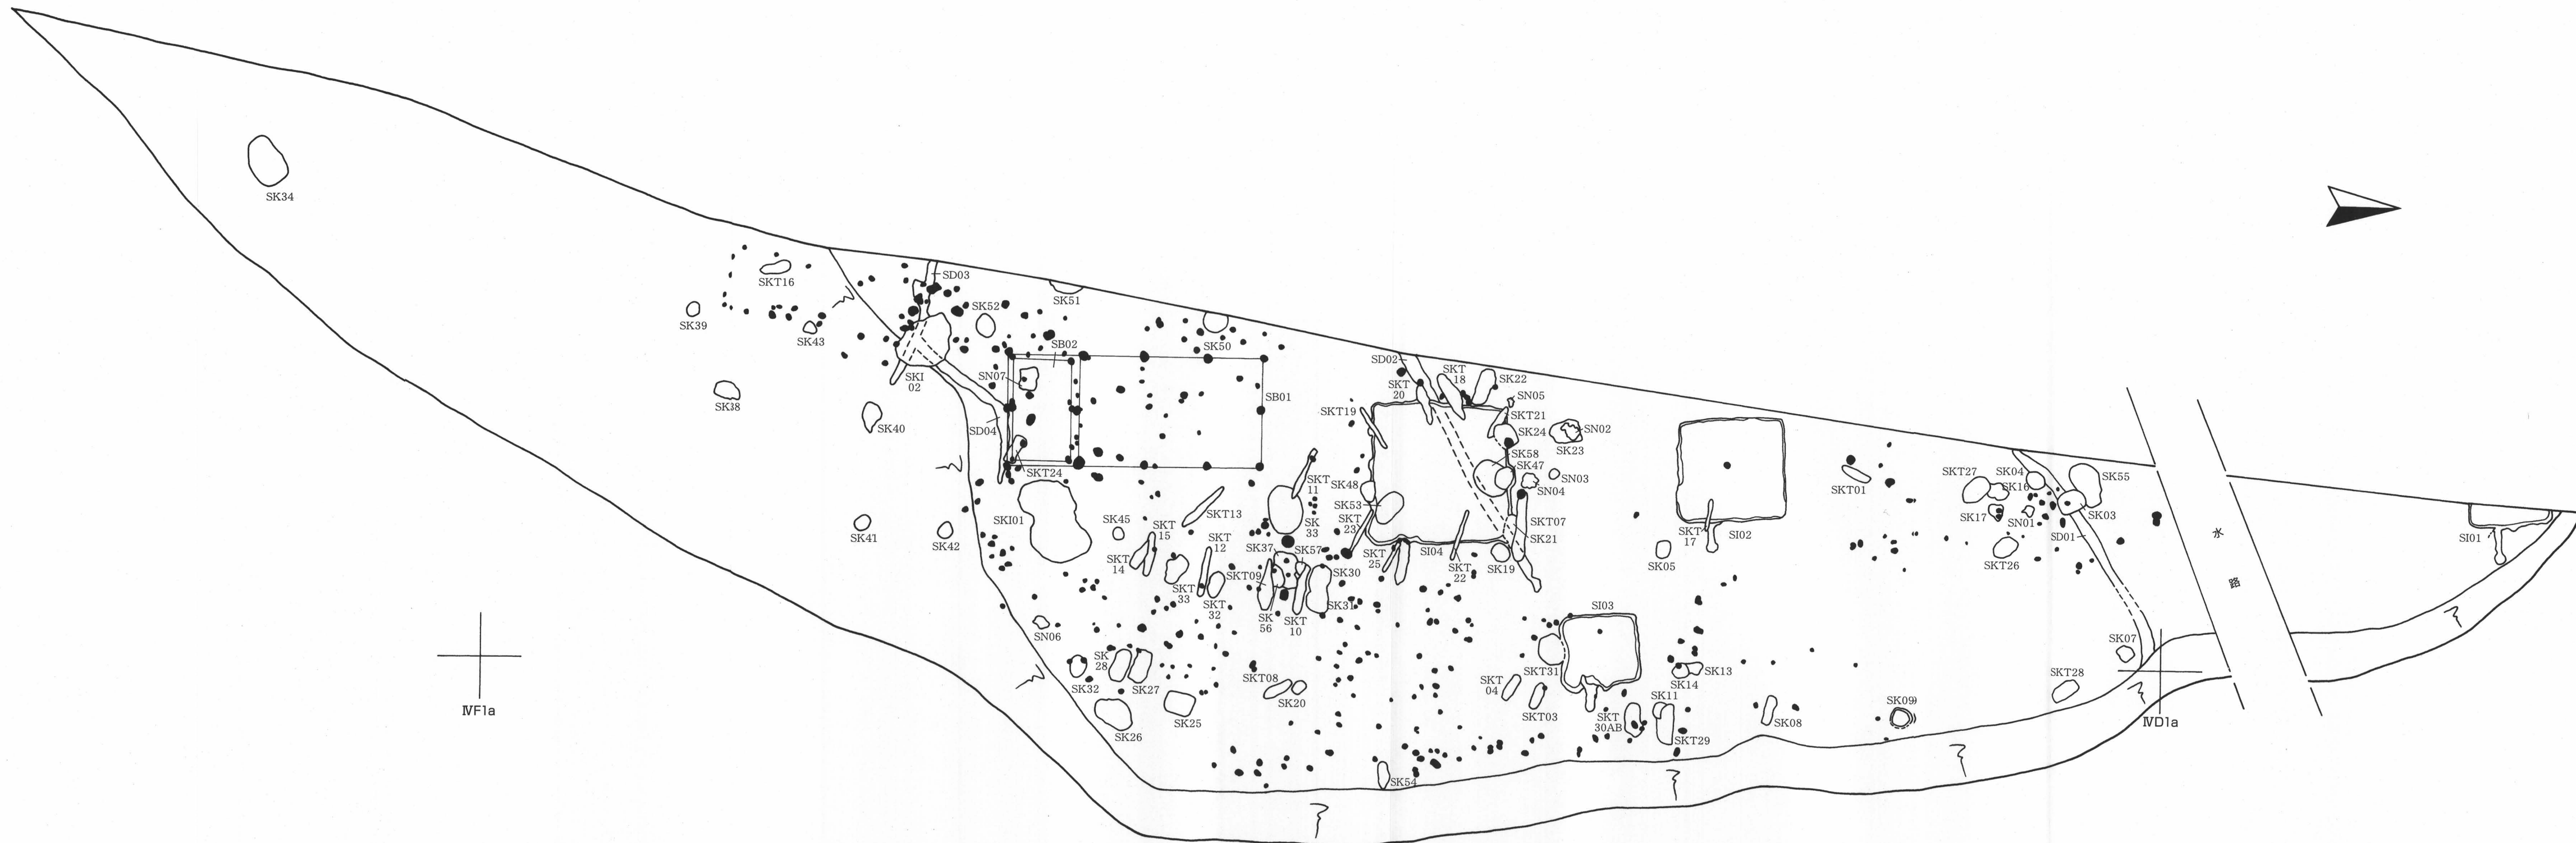 SK34
SKT16
SK39
SK43
SK38
SK40
SK41
SK42
SD03
SK52
SK51
SK50
SKI
02
SB02
SN07
SB01
SD04
SKT24
SKI01
SK45
SKT
15
SKT
14
SKT13
SKT
12
SKT
33
SKT
32
SKT
11
SK
33
SK37
SK57
SKT09
SK30
SK31
SK
56
SKT
10
SN06
SK
28
SK32
SK27
SK26
SK25
SKT08
SK20
SK54
SD02
SKT
20
SKT
18
SK22
SN05
SKT19
SKT21
SK24
SN02
SK23
SK58
SK47
SK48
SN03
SN04
SK53
SKT
23
SKT07
SK21
SKT
25
SI04
SKT
22
SK19
SK05
SKT
17
SI02
SI03
SKT31
SKT
04
SKT03
SKT
30AB
SK13
SK14
SK11
SKT29
SK08
SK09
SKT01
SKT27
SK04
SK16
SK55
SK17
SN01
SK03
SD01
SKT26
SK07
SKT28
水
路
SI01
ⅣF1a
ⅣD1a